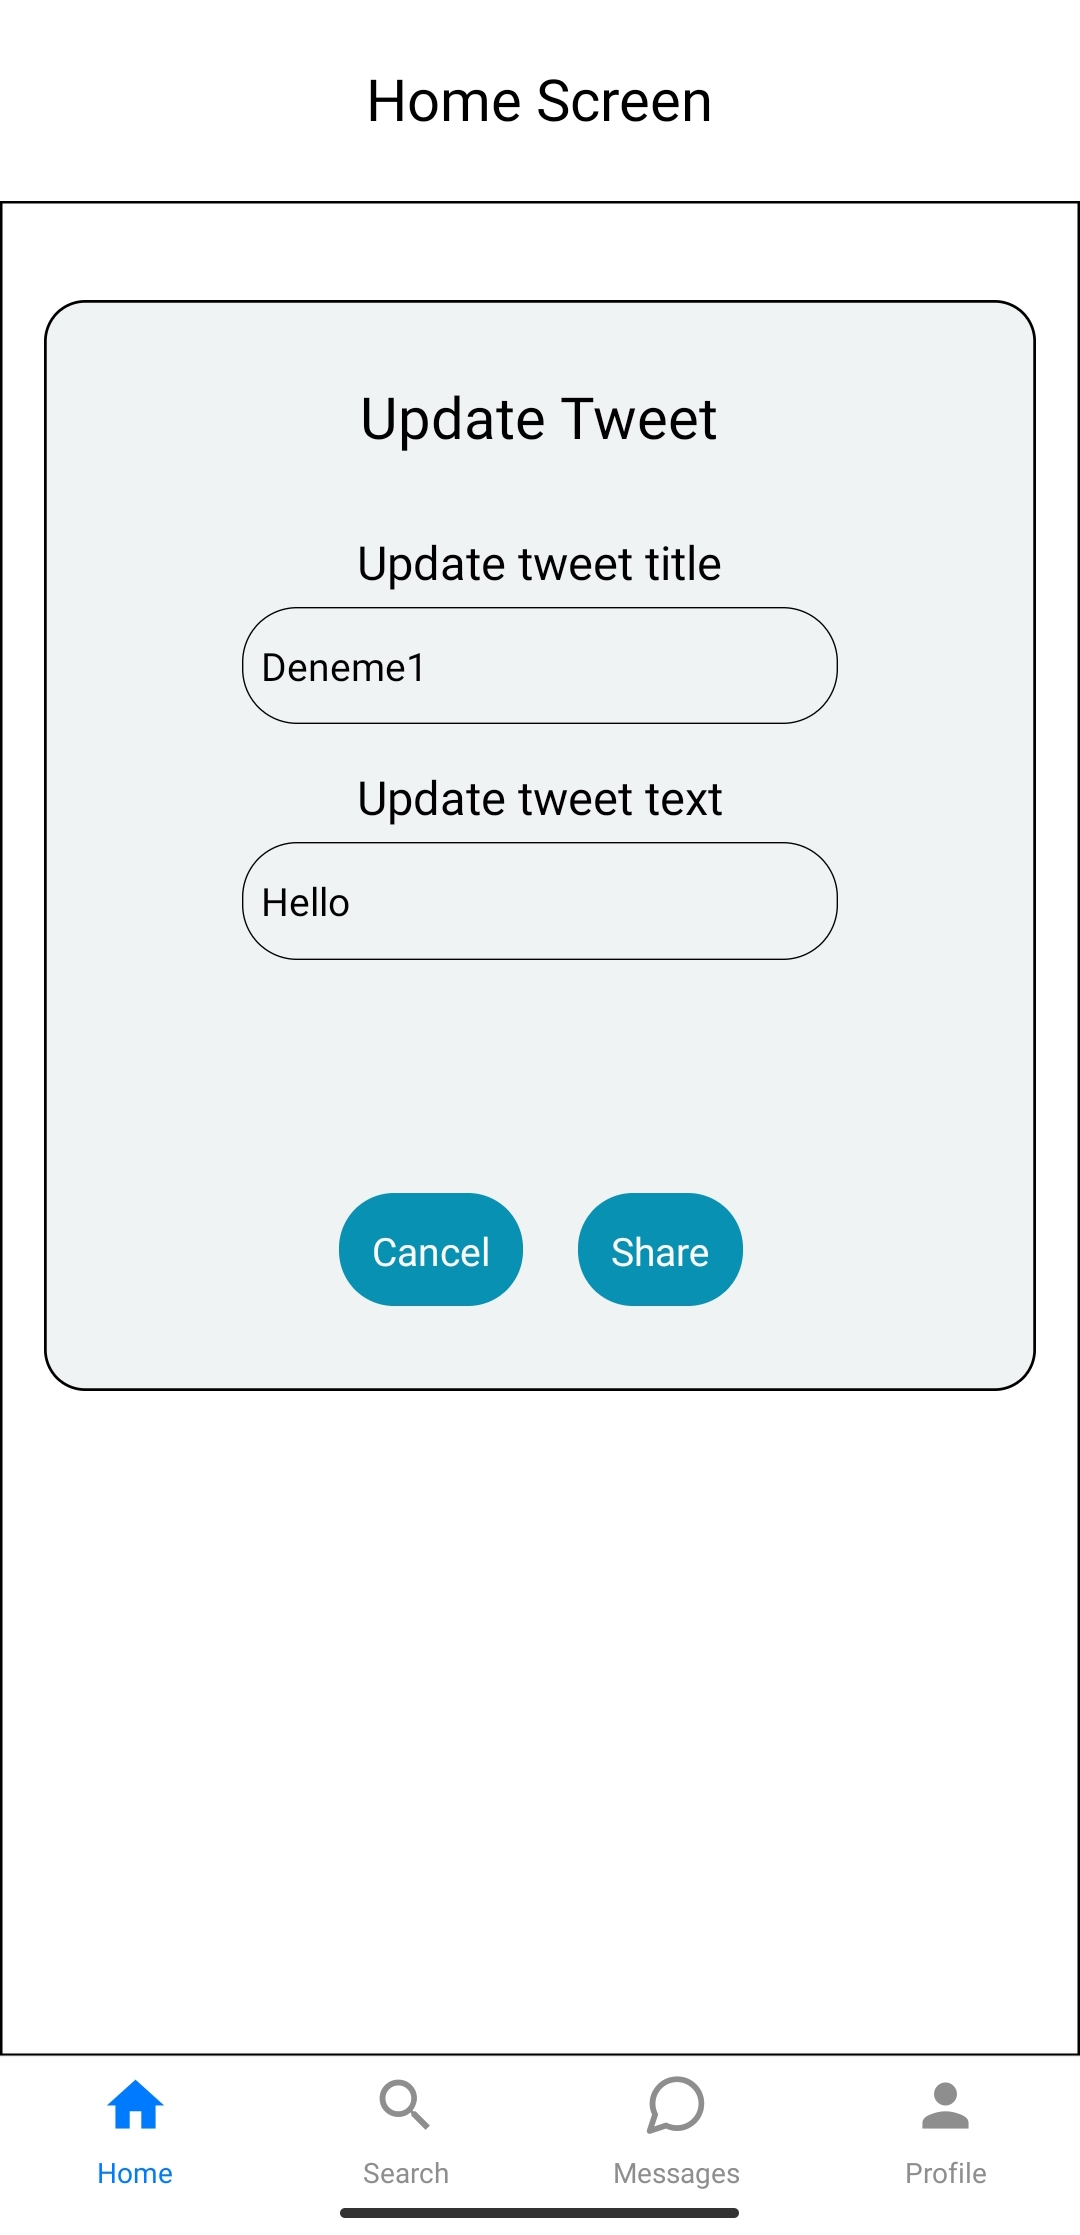 Home Screen
Update Tweet
Update tweet title
Deneme1
Update tweet text
Hello
Cancel Share
Home Search Messages Profile